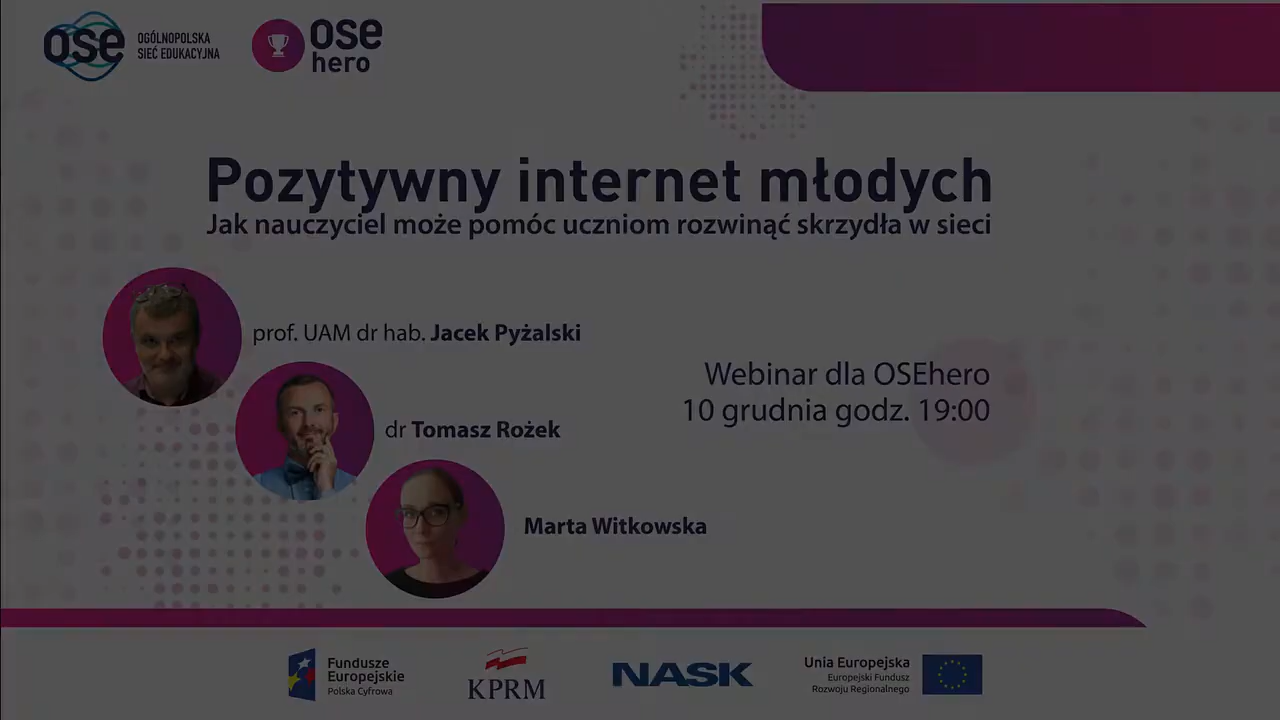 ose
OGÓLNOPOLSKA
SIEĆ EDUKACYJNA
ose
hero
Pozytywny internet młodych
Jak nauczyciel może pomóc uczniom rozwinąć skrzydła w sieci
prof. UAM dr hab. Jacek Pyżalski
dr Tomasz Rożek
Marta Witkowska
Webinar dla OSEhero
10 grudnia godz. 19:00
Fundusze
Europejskie
Polska Cyfrowa
KPRM
NASK
Unia Europejska
Europejski Fundusz
Rozwoju Regionalnego